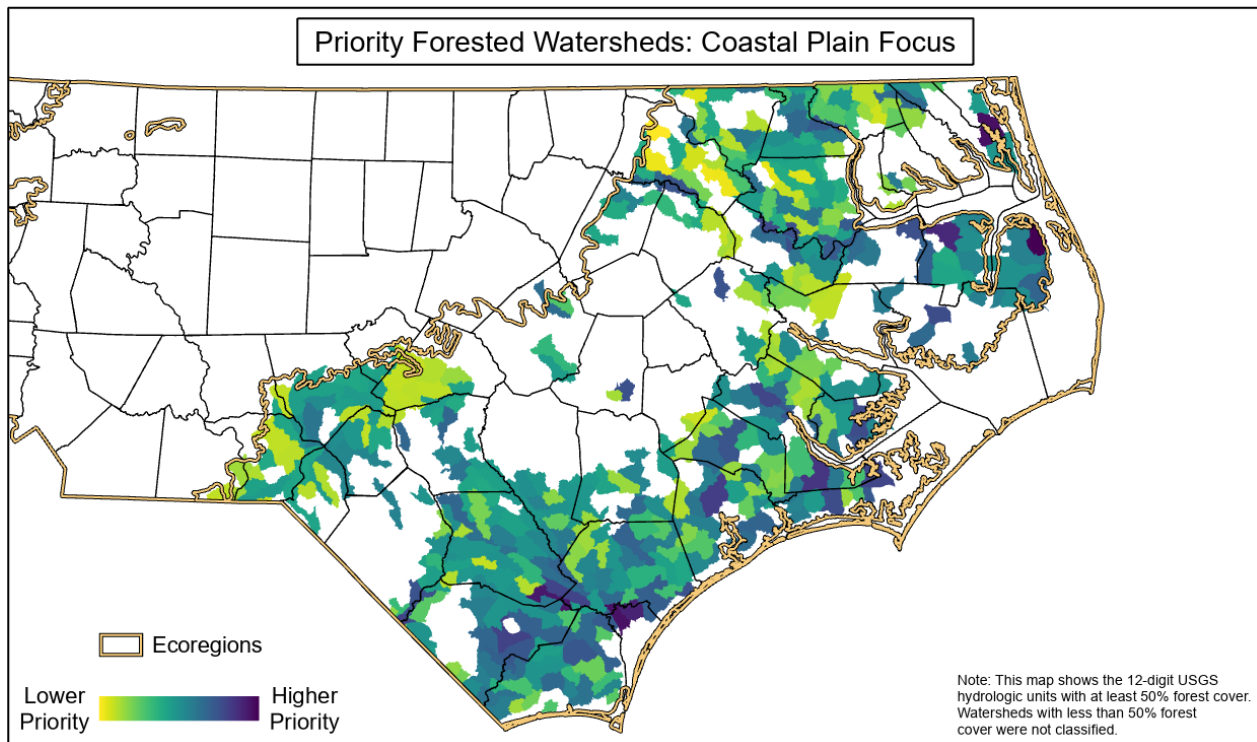 Priority Forested Watersheds: Coastal Plain Focus
Ecoregions
Lower
Priority
Higher
Priority
Note: This map shows the 12-digit USGS
hydrologic units with at least 50% forest cover.
Watersheds with less than 50% forest
cover were not classified.